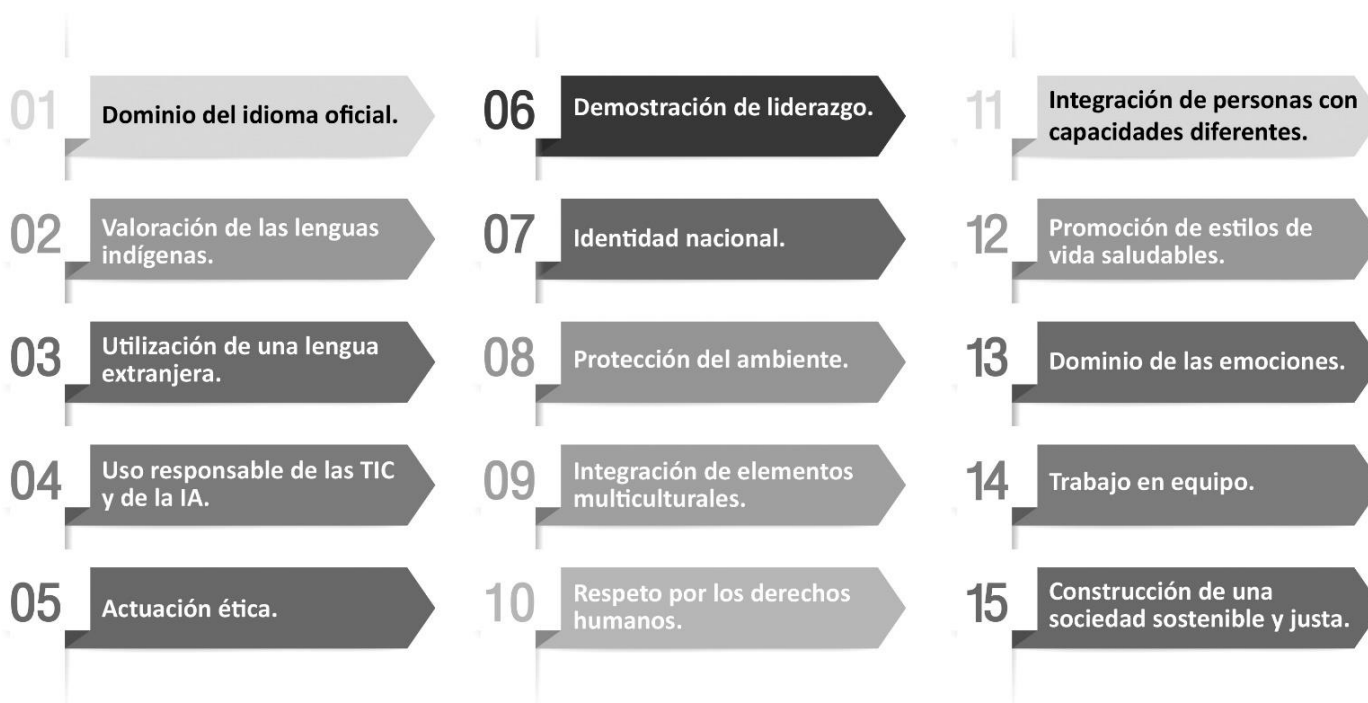 01
Dominio del idioma oficial.
02
Valoración de las lenguas
indígenas.
03
Utilización de una lengua
extranjera.
04
Uso responsable de las TIC
y de la IA.
05
Actuación ética.
06
Demostración de liderazgo.
07
Identidad nacional.
08
Protección del ambiente.
09
Integración de elementos
multiculturales.
10
Respeto por los derechos
humanos.
11
Integración de personas con
capacidades diferentes.
12
Promoción de estilos de
vida saludables.
13
Dominio de las emociones.
14
Trabajo en equipo.
15
Construcción de una
sociedad sostenible y justa.